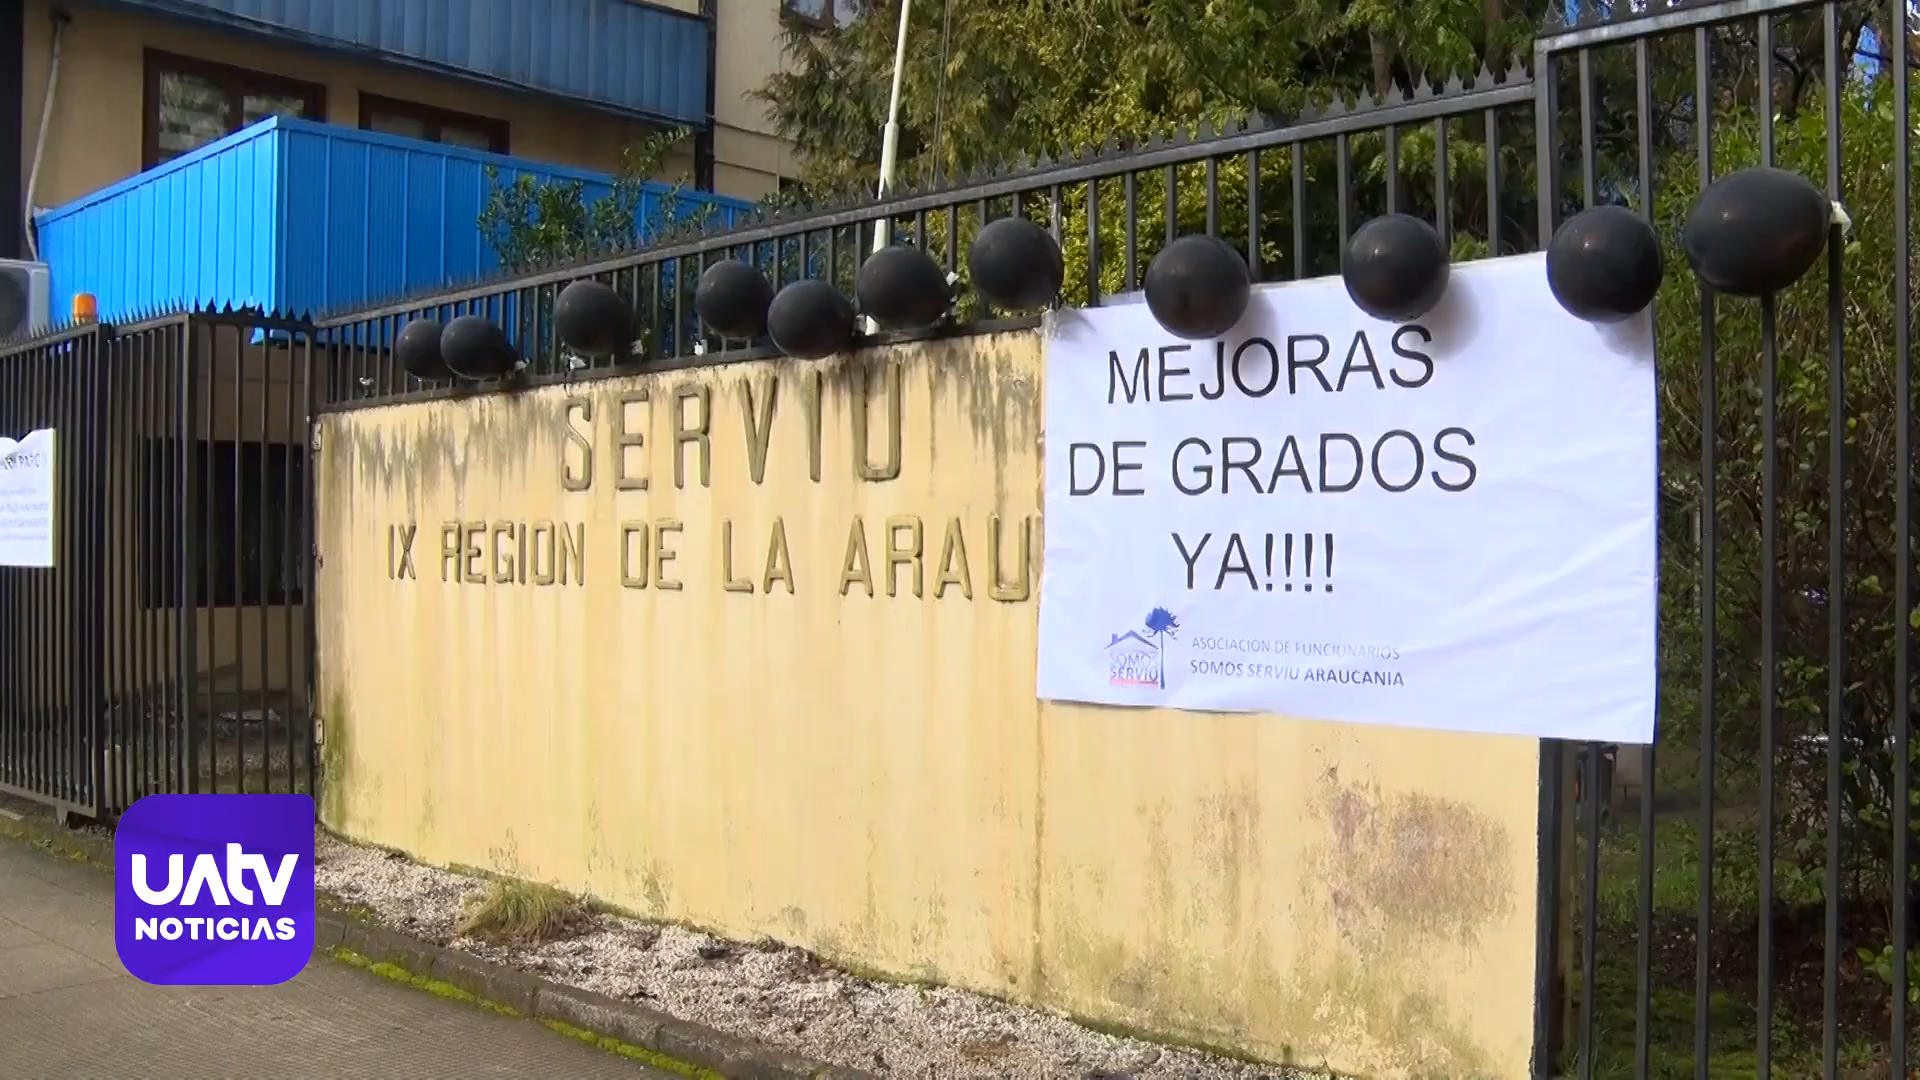 SERVIU
IX REGION DE LA ARAU
MEJORAS
DE GRADOS
YA!!!!
SOMOS
SERVIU
ASOCIACION DE FUNCIONARIOS
SOMOS SERVIU ARAUCANIA
UATV
NOTICIAS